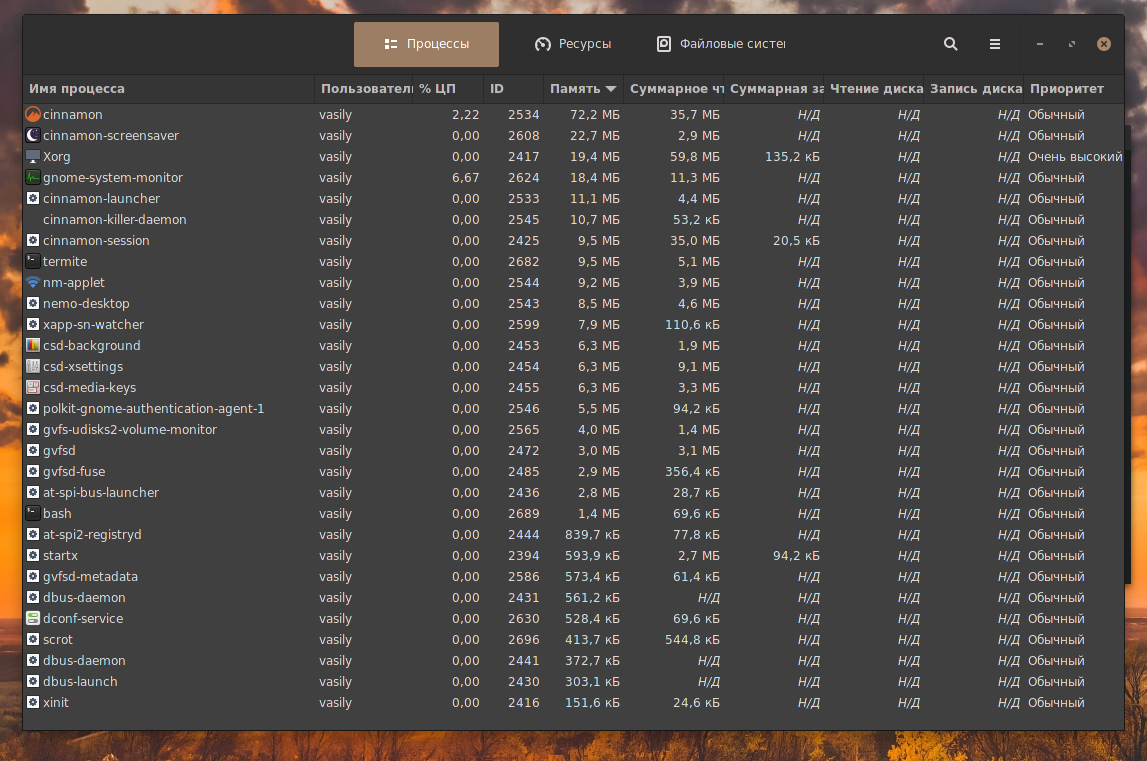 Процессы Ресурсы Файловые систе
Имя процесса Пользовател % ЦП ID Память Суммарное чт Суммарная за Чтение диска Запись диска Приоритет
cinnamon vasily 2,22 2534 72,2 МБ 35,7 МБ Н/Д Н/Д Н/Д Обычный
cinnamon-screensaver vasily 0,00 2608 22,7 МБ 2,9 МБ Н/Д Н/Д Н/Д Обычный
Xorg vasily 0,00 2417 19,4 МБ 59,8 МБ 135,2 кБ Н/Д Н/Д Очень высокий
gnome-system-monitor vasily 6,67 2624 18,4 МБ 11,3 МБ Н/Д Н/Д Н/Д Обычный
cinnamon-launcher vasily 0,00 2533 11,1 МБ 4,4 МБ Н/Д Н/Д Н/Д Обычный
cinnamon-killer-daemon vasily 0,00 2545 10,7 МБ 53,2 кБ Н/Д Н/Д Н/Д Обычный
cinnamon-session vasily 0,00 2425 9,5 МБ 35,0 МБ 20,5 кБ Н/Д Н/Д Обычный
termite vasily 0,00 2682 9,5 МБ 5,1 МБ Н/Д Н/Д Н/Д Обычный
nm-applet vasily 0,00 2544 9,2 МБ 3,9 МБ Н/Д Н/Д Н/Д Обычный
nemo-desktop vasily 0,00 2543 8,5 МБ 4,6 МБ Н/Д Н/Д Н/Д Обычный
xapp-sn-watcher vasily 0,00 2599 7,9 МБ 110,6 кБ Н/Д Н/Д Н/Д Обычный
csd-background vasily 0,00 2453 6,3 МБ 1,9 МБ Н/Д Н/Д Н/Д Обычный
csd-xsettings vasily 0,00 2454 6,3 МБ 9,1 МБ Н/Д Н/Д Н/Д Обычный
csd-media-keys vasily 0,00 2455 6,3 МБ 3,3 МБ Н/Д Н/Д Н/Д Обычный
polkit-gnome-authentication-agent-1 vasily 0,00 2546 5,5 МБ 94,2 кБ Н/Д Н/Д Н/Д Обычный
gvfs-udisks2-volume-monitor vasily 0,00 2565 4,0 МБ 1,4 МБ Н/Д Н/Д Н/Д Обычный
gvfsd vasily 0,00 2472 3,0 МБ 3,1 МБ Н/Д Н/Д Н/Д Обычный
gvfsd-fuse vasily 0,00 2485 2,9 МБ 356,4 кБ Н/Д Н/Д Н/Д Обычный
at-spi-bus-launcher vasily 0,00 2436 2,8 МБ 28,7 кБ Н/Д Н/Д Н/Д Обычный
bash vasily 0,00 2689 1,4 МБ 69,6 кБ Н/Д Н/Д Н/Д Обычный
at-spi2-registryd vasily 0,00 2444 839,7 кБ 77,8 кБ Н/Д Н/Д Н/Д Обычный
startx vasily 0,00 2394 593,9 кБ 2,7 МБ 94,2 кБ Н/Д Н/Д Обычный
gvfsd-metadata vasily 0,00 2586 573,4 кБ 61,4 кБ Н/Д Н/Д Н/Д Обычный
dbus-daemon vasily 0,00 2431 561,2 кБ Н/Д Н/Д Н/Д Н/Д Обычный
dconf-service vasily 0,00 2630 528,4 кБ 69,6 кБ Н/Д Н/Д Н/Д Обычный
scrot vasily 0,00 2696 413,7 кБ 544,8 кБ Н/Д Н/Д Н/Д Обычный
dbus-daemon vasily 0,00 2441 372,7 кБ Н/Д Н/Д Н/Д Н/Д Обычный
dbus-launch vasily 0,00 2430 303,1 кБ Н/Д Н/Д Н/Д Н/Д Обычный
xinit vasily 0,00 2416 151,6 кБ 24,6 кБ Н/Д Н/Д Н/Д Обычный